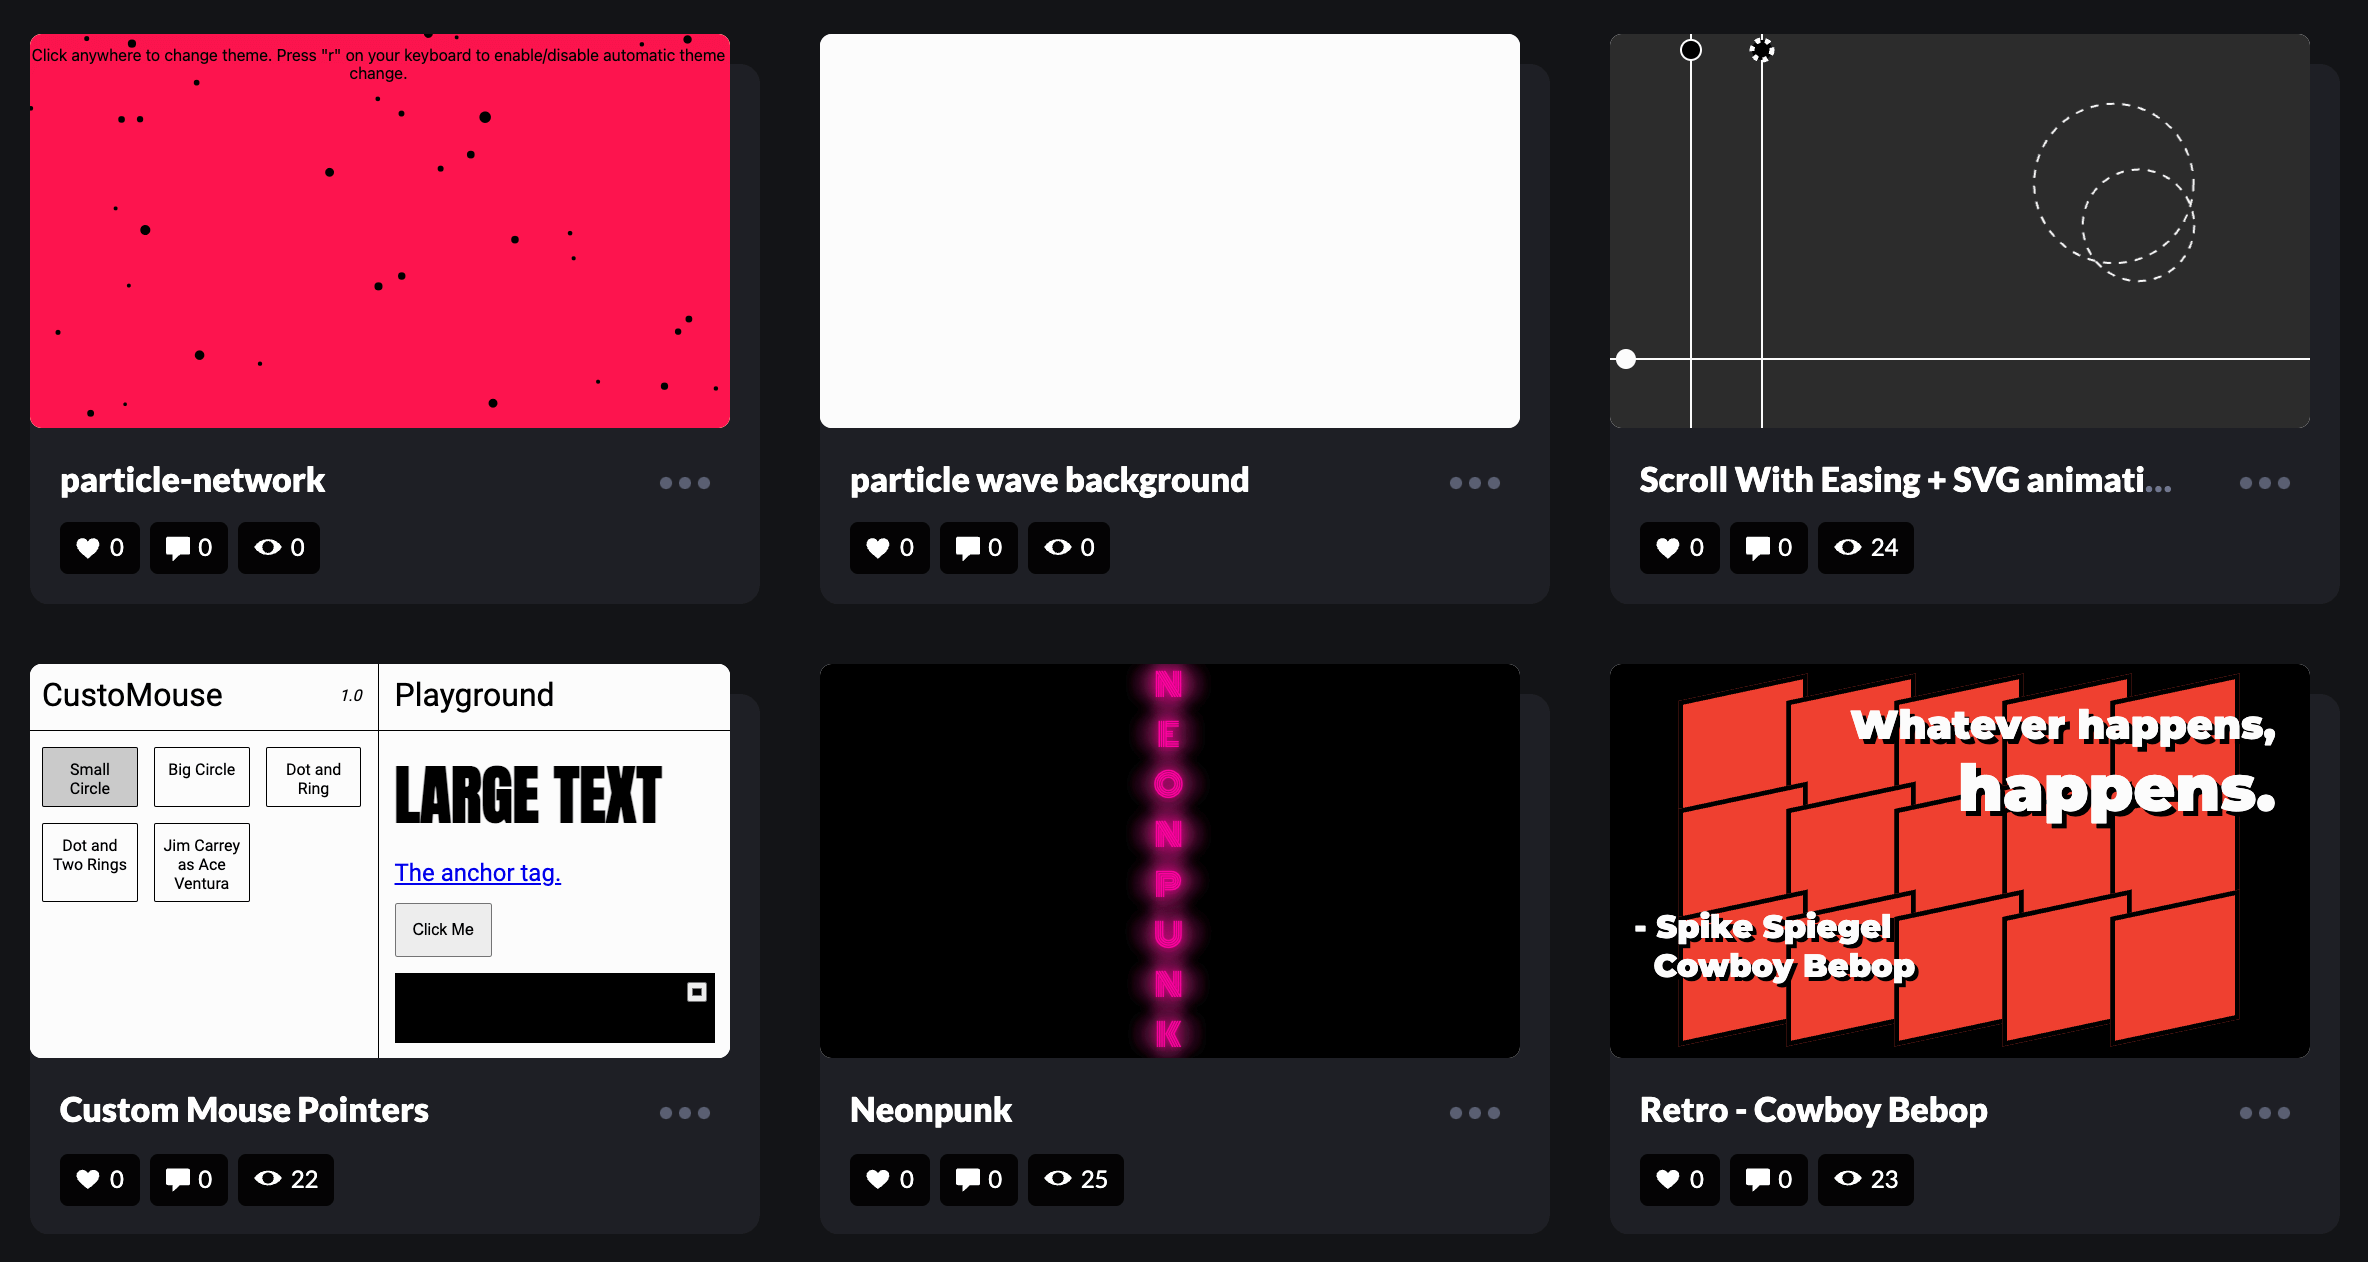 Click anywhere to change theme. Press "r" on your keyboard to enable/disable automatic theme
change.
particle-network
0 0 0
particle wave background
0 0 0
Scroll With Easing + SVG animati...
0 0 24
CustoMouse 1.0
Small
Circle
Big Circle
Dot and
Ring
Dot and
Two Rings
Jim Carrey
as Ace
Ventura
Playground
LARGE TEXT
The anchor tag.
Click Me
Custom Mouse Pointers
0 0 22
NEONPUNK
Neonpunk
0 0 25
Whatever happens,
happens.
- Spike Spiegel
Cowboy Bebop
Retro - Cowboy Bebop
0 0 23